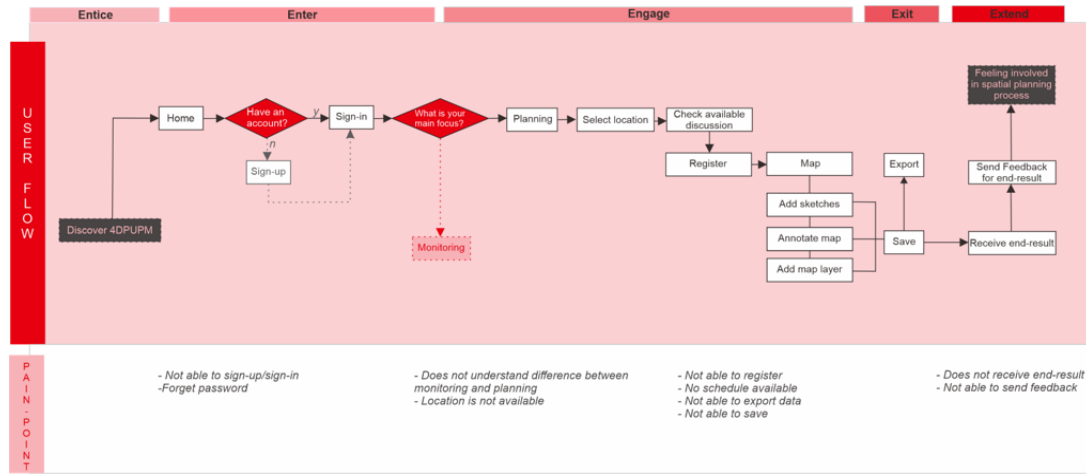 Entice
Enter
Engage
Exit
Extend
USER FLOW
Discover 4DPUPM
Home
Have an
account?
y
n
Sign-up
Sign-in
What is your
main focus?
Monitoring
Planning
Select location
Check available
discussion
Register
Map
Add sketches
Annotate map
Add map layer
Export
Save
Feeling involved
in spatial planning
process
Send Feedback
for end-result
Receive end-result
PAIN-POINT
- Not able to sign-up/sign-in
-Forget password
- Does not understand difference between
monitoring and planning
- Location is not available
- Not able to register
- No schedule available
- Not able to export data
- Not able to save
- Does not receive end-result
- Not able to send feedback